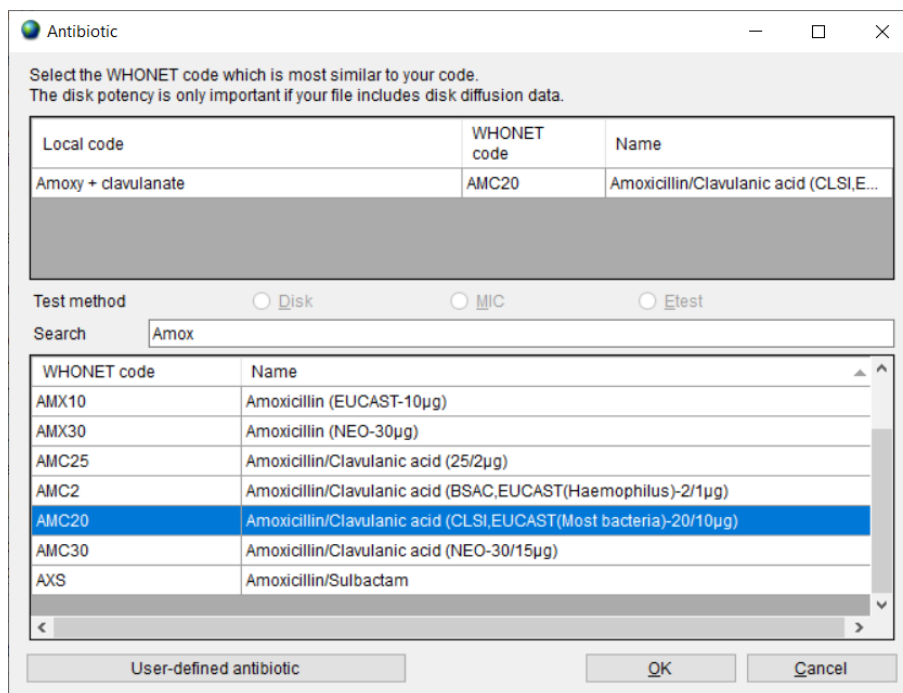 Antibiotic
Select the WHONET code which is most similar to your code.
The disk potency is only important if your file includes disk diffusion data.
Local code WHONET code Name
Amoxy + clavulanate AMC20 Amoxicillin/Clavulanic acid (CLSI,E...
Test method Disk MIC Etest
Search Amox
WHONET code Name
AMX10 Amoxicillin (EUCAST-10µg)
AMX30 Amoxicillin (NEO-30µg)
AMC25 Amoxicillin/Clavulanic acid (25/2µg)
AMC2 Amoxicillin/Clavulanic acid (BSAC,EUCAST(Haemophilus)-2/1µg)
AMC20 Amoxicillin/Clavulanic acid (CLSI,EUCAST(Most bacteria)-20/10µg)
AMC30 Amoxicillin/Clavulanic acid (NEO-30/15µg)
AXS Amoxicillin/Sulbactam
User-defined antibiotic OK Cancel